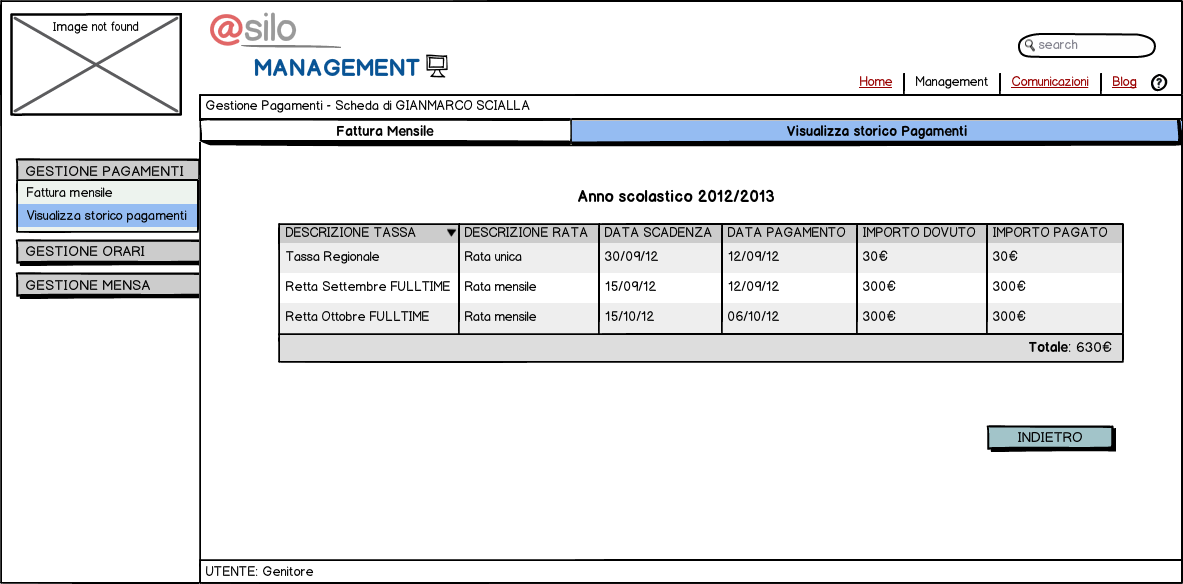 Image not found
@silo
MANAGEMENT
search
Home Management Comunicazioni Blog ?
Gestione Pagamenti - Scheda di GIANMARCO SCIALLA
Fattura Mensile Visualizza storico Pagamenti
GESTIONE PAGAMENTI
Fattura mensile
Visualizza storico pagamenti
GESTIONE ORARI
GESTIONE MENSA
Anno scolastico 2012/2013
DESCRIZIONE TASSA DESCRIZIONE RATA DATA SCADENZA DATA PAGAMENTO IMPORTO DOVUTO IMPORTO PAGATO
Tassa Regionale Rata unica 30/09/12 12/09/12 30€ 30€
Retta Settembre FULLTIME Rata mensile 15/09/12 12/09/12 300€ 300€
Retta Ottobre FULLTIME Rata mensile 15/10/12 06/10/12 300€ 300€
Totale: 630€
INDIETRO
UTENTE: Genitore